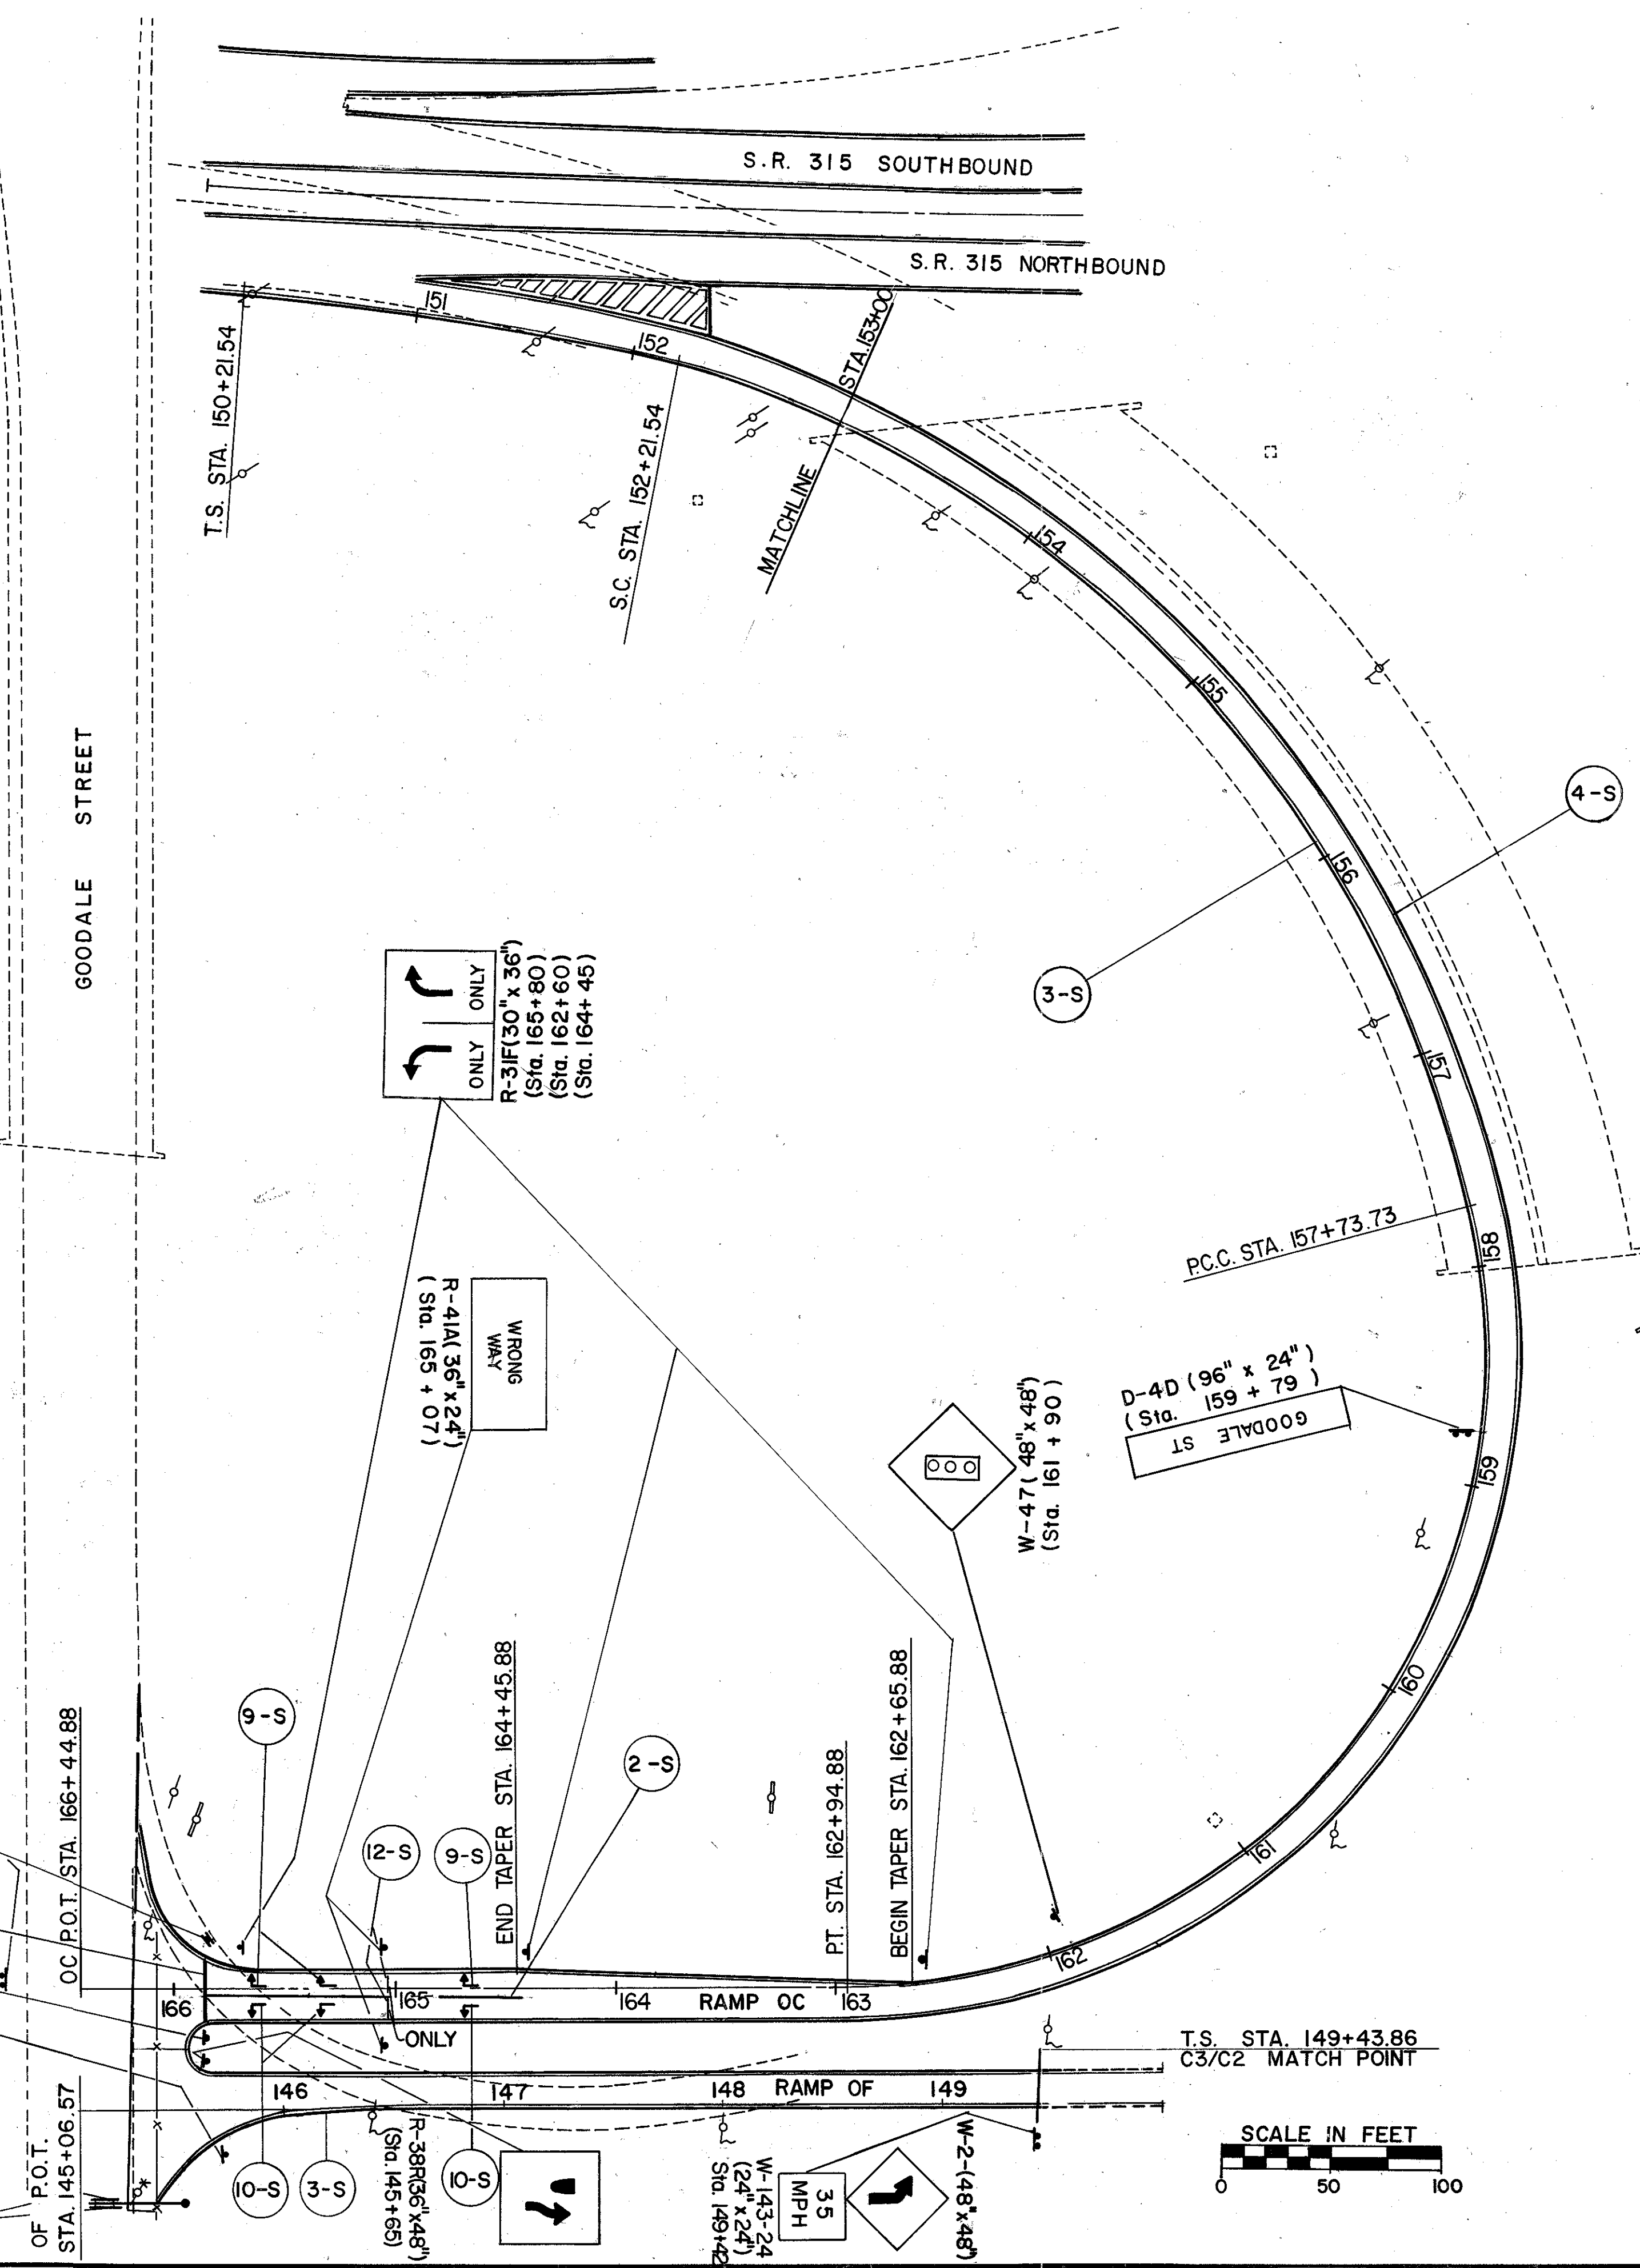 S.R. 315 SOUTHBOUND
S.R. 315 NORTHBOUND
151
152
T.S. STA. 150+21.54
S.C. STA. 152+21.54
MATCHLINE STA.153+00
154
155
156
157
158
159
160
161
162
4-S
3-S
GOODALE STREET
ONLY
ONLY
R-31F(30"x 36")
(Sta. 165+80)
(Sta. 162+60)
(Sta. 164+45)
P.C.C. STA. 157+73.73
WRONG
WAY
R-41A(36"x24")
(Sta. 165 + 07)
D-4D (96" x 24")
(Sta. 159 + 79)
GOODALE ST
W-47(48"x48")
(Sta. 161 + 90)
OC P.O.T. STA. 166+44.88
9-S
END TAPER STA. 164+45.88
2-S
P.T. STA. 162+94.88
BEGIN TAPER STA. 162+65.88
12-S
9-S
166
165
164
RAMP OC
163
ONLY
T.S. STA. 149+43.86
C3/C2 MATCH POINT
146
147
148
RAMP OF
149
OF P.O.T.
STA. 145+06.57
10-S
3-S
R-38R(36"x48")
(Sta.145+65)
10-S
W-143-24
(24"x 24")
Sta. 149+42
35
MPH
W-2-(48"x48")
SCALE IN FEET
0 50 100